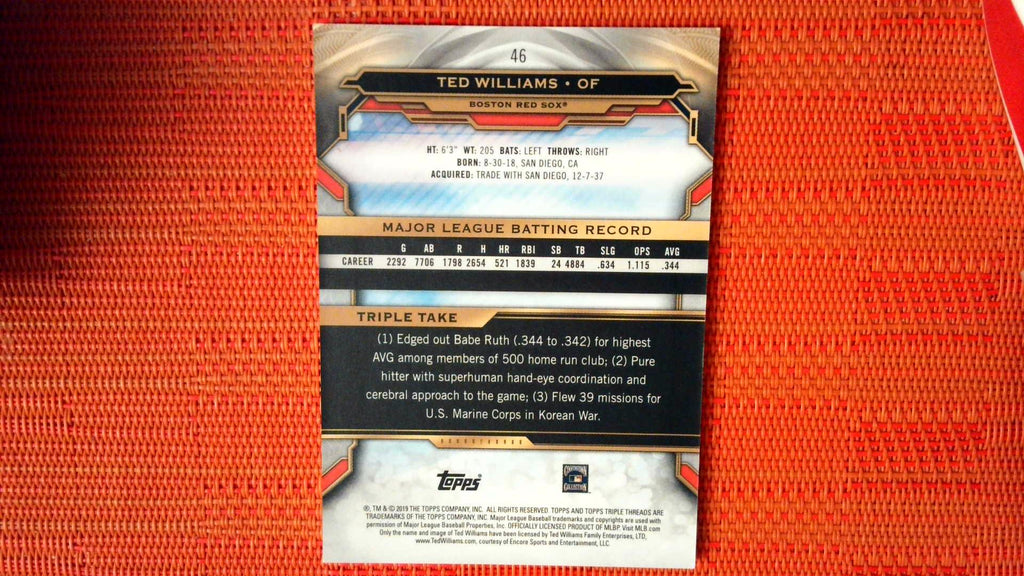 46
TED WILLIAMS • OF
BOSTON RED SOX®
HT: 6'3" WT: 205 BATS: LEFT THROWS: RIGHT
BORN: 8-30-18, SAN DIEGO, CA
ACQUIRED: TRADE WITH SAN DIEGO, 12-7-37
MAJOR LEAGUE BATTING RECORD
G AB R H HR RBI SB TB SLG OPS AVG
CAREER 2292 7706 1798 2654 521 1839 24 4884 .634 1.115 .344
TRIPLE TAKE
(1) Edged out Babe Ruth (.344 to .342) for highest
AVG among members of 500 home run club; (2) Pure
hitter with superhuman hand-eye coordination and
cerebral approach to the game; (3) Flew 39 missions for
U.S. Marine Corps in Korean War.
topps®
COOPERSTOWN
COLLECTION
®, TM & © 2019 THE TOPPS COMPANY, INC. ALL RIGHTS RESERVED. TOPPS AND TOPPS TRIPLE THREADS ARE
TRADEMARKS OF THE TOPPS COMPANY, INC. Major League Baseball trademarks and copyrights are used with
permission of Major League Baseball Properties, Inc. OFFICIALLY LICENSED PRODUCT OF MLBP. Visit MLB.com
Only the name and image of Ted Williams have been licensed by Ted Williams Family Enterprises, LTD,
www.TedWilliams.com, courtesy of Encore Sports and Entertainment, LLC.